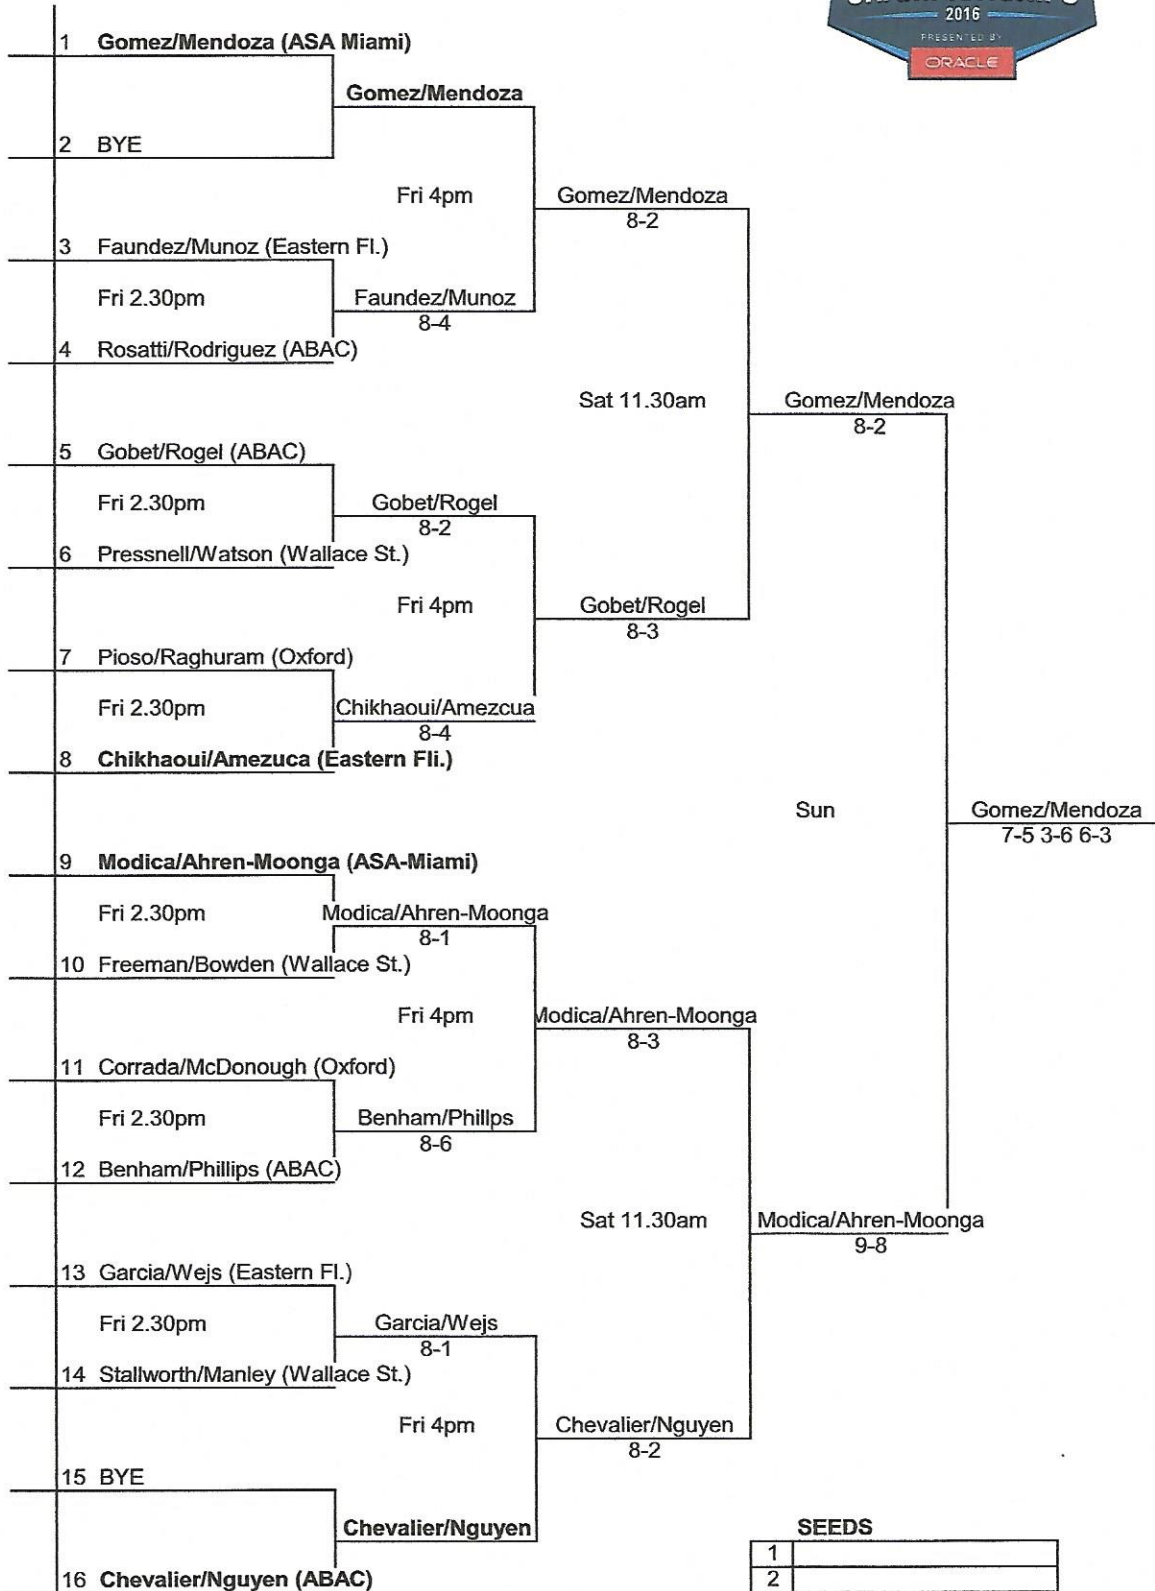 2016
PRESENTED BY
ORACLE
1 Gomez/Mendoza (ASA Miami)
Gomez/Mendoza
2 BYE
Fri 4pm
Gomez/Mendoza
8-2
3 Faundez/Munoz (Eastern Fl.)
Fri 2.30pm
Faundez/Munoz
8-4
4 Rosatti/Rodriguez (ABAC)
Sat 11.30am
Gomez/Mendoza
8-2
5 Gobet/Rogel (ABAC)
Fri 2.30pm
Gobet/Rogel
8-2
6 Pressnell/Watson (Wallace St.)
Fri 4pm
Gobet/Rogel
8-3
7 Pioso/Raghuram (Oxford)
Fri 2.30pm
Chikhaoui/Amezcua
8-4
8 Chikhaoui/Amezuca (Eastern Fli.)
Sun
Gomez/Mendoza
7-5 3-6 6-3
9 Modica/Ahren-Moonga (ASA-Miami)
Fri 2.30pm
Modica/Ahren-Moonga
8-1
10 Freeman/Bowden (Wallace St.)
Fri 4pm
Modica/Ahren-Moonga
8-3
11 Corrada/McDonough (Oxford)
Fri 2.30pm
Benham/Phillps
8-6
12 Benham/Phillips (ABAC)
Sat 11.30am
Modica/Ahren-Moonga
9-8
13 Garcia/Wejs (Eastern Fl.)
Fri 2.30pm
Garcia/Wejs
8-1
14 Stallworth/Manley (Wallace St.)
Fri 4pm
Chevalier/Nguyen
8-2
15 BYE
Chevalier/Nguyen
16 Chevalier/Nguyen (ABAC)
SEEDS
1
2